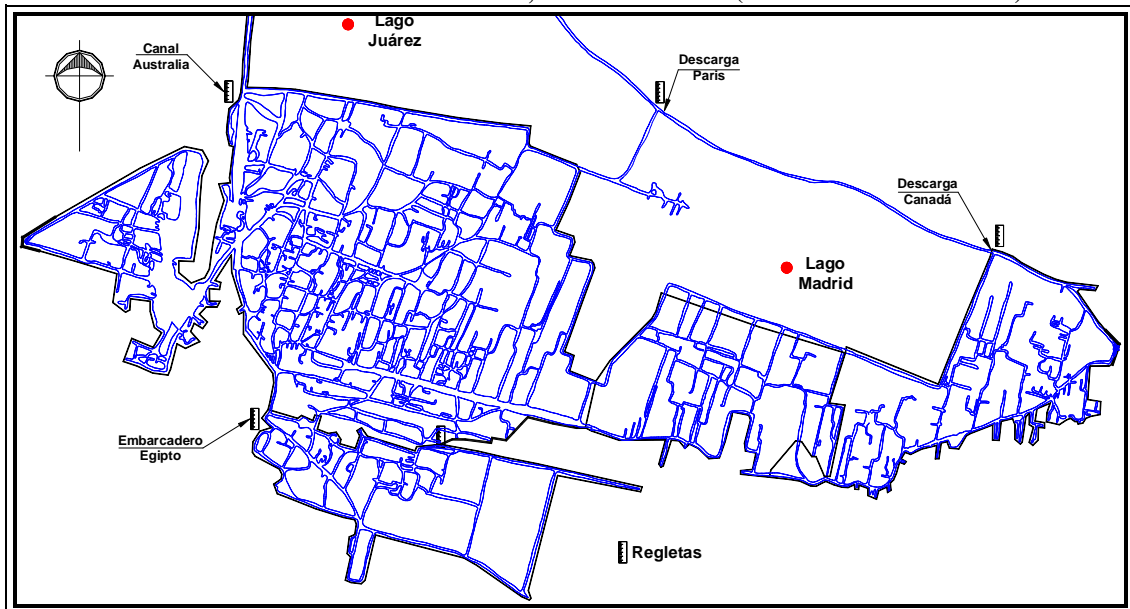 Lago
Juárez
Canal
Australia
Descarga
Paris
Descarga
Canadá
Lago
Madrid
Embarcadero
Egipto
Regletas